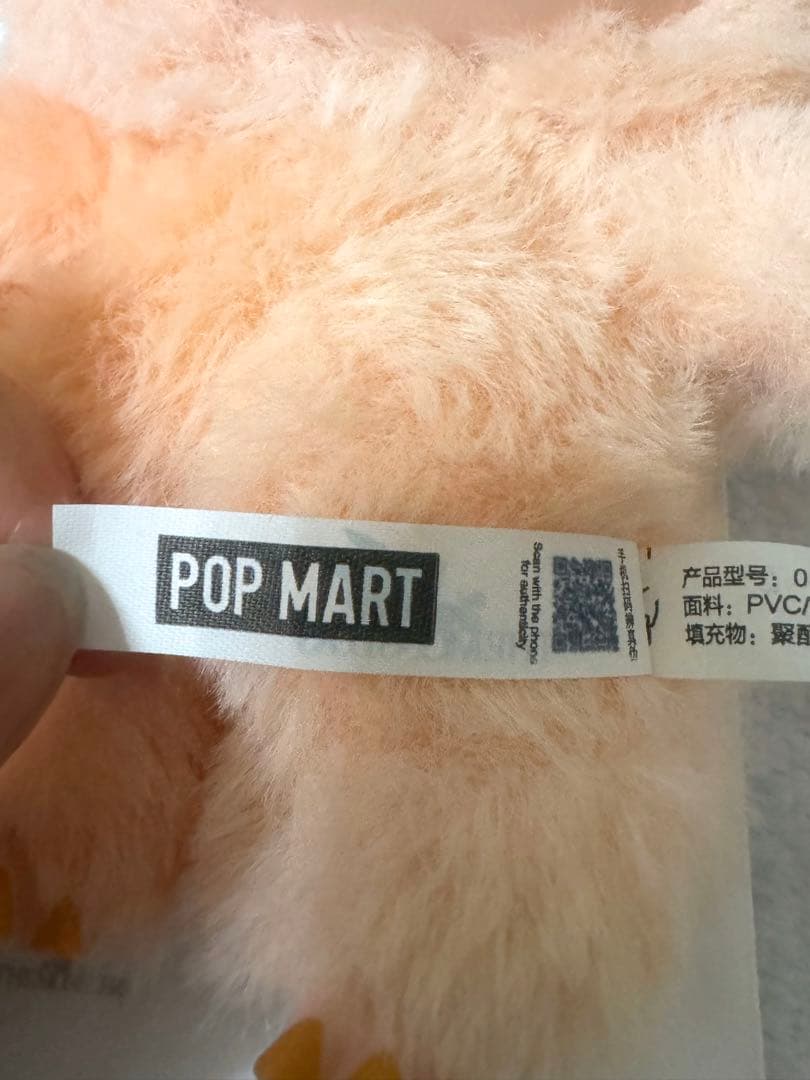 POP MART
Scan with the phone
for authenticity
产品型号：0
面料：PVC/
填充物：聚酯